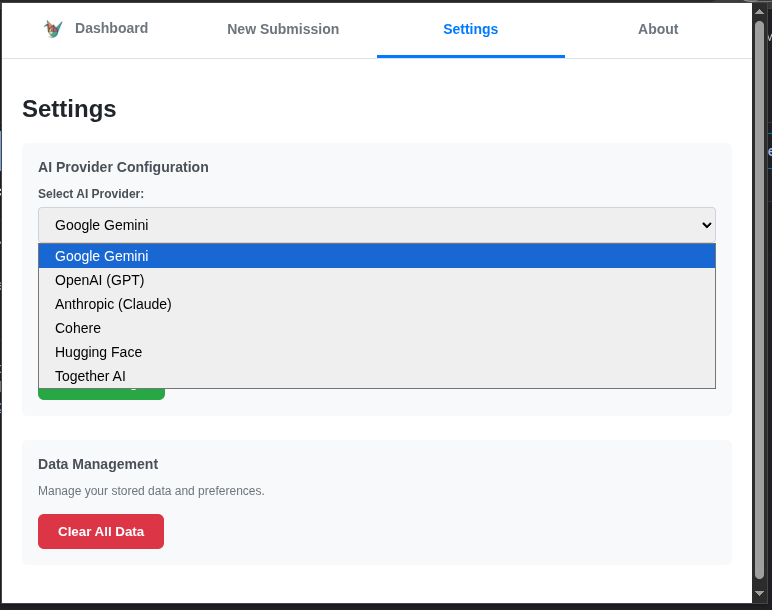 Dashboard
New Submission
Settings
About
Settings
AI Provider Configuration
Select AI Provider:
Google Gemini
Google Gemini
OpenAI (GPT)
Anthropic (Claude)
Cohere
Hugging Face
Together AI
Data Management
Manage your stored data and preferences.
Clear All Data